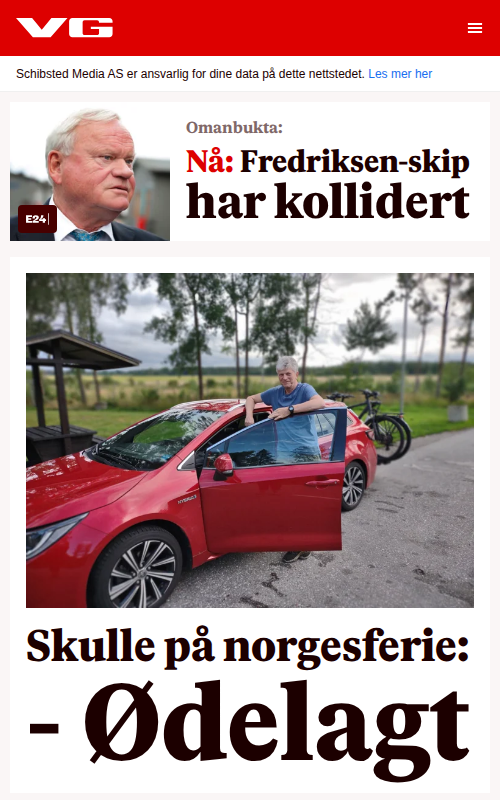 VG
Schibsted Media AS er ansvarlig for dine data på dette nettstedet. Les mer her
Omanbukta:
Nå: Fredriksen-skip
har kollidert
E24
HYBRID
Skulle på norgesferie:
- Ødelagt